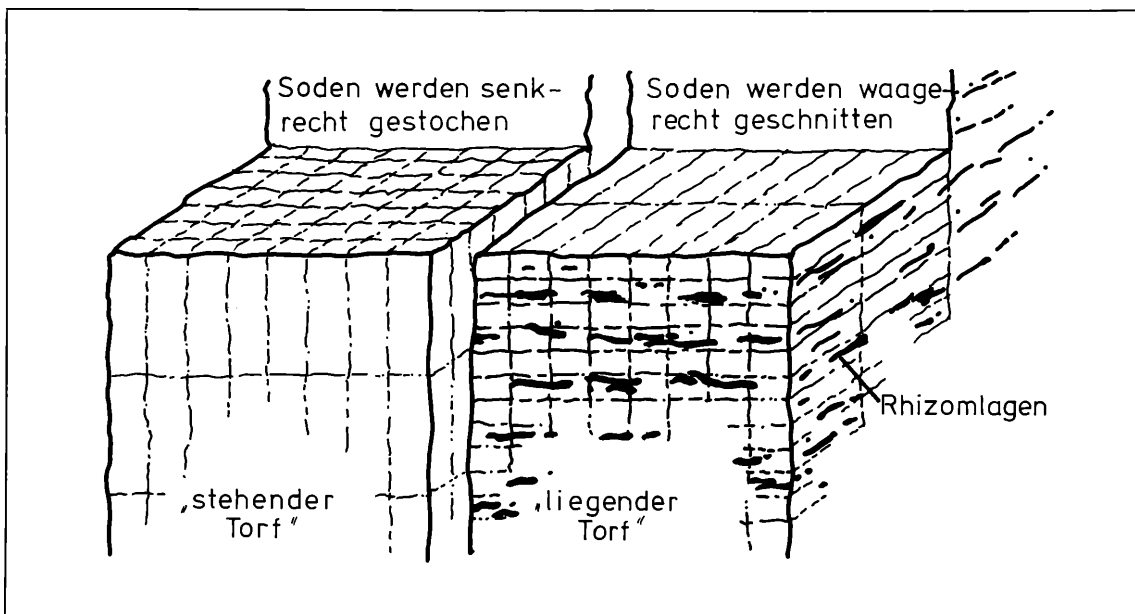 Soden werden senk-
recht gestochen
Soden werden waage-
recht geschnitten
Rhizomlagen
„stehender
Torf"
„liegender
Torf"